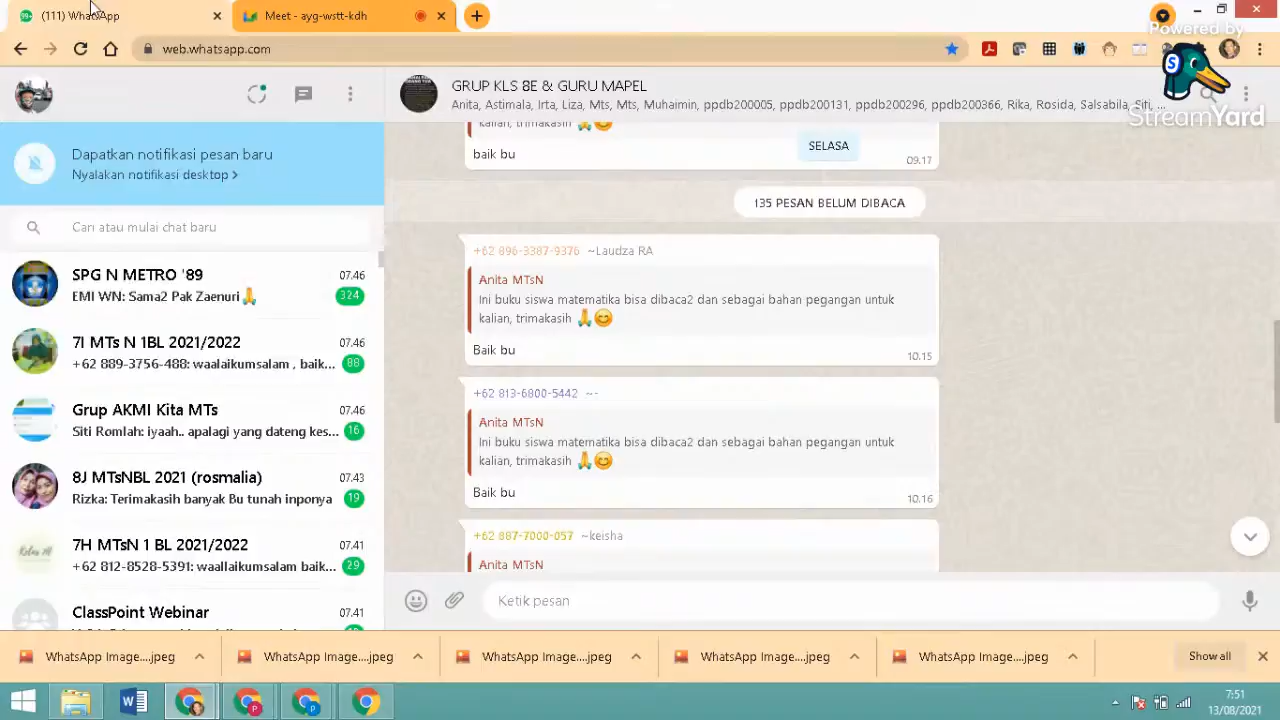 (111) WhatsApp
Meet - ayg-wstt-kdh
web.whatsapp.com
Powered by
StreamYard
GRUP KLS 8E & GURU MAPEL
Anita, Astimala, Irta, Liza, Mts, Mts, Muhaimin, ppdb200005, ppdb200131, ppdb200296, ppdb200366, Rika, Rosida, Salsabila, Siti, ...
Dapatkan notifikasi pesan baru
Nyalakan notifikasi desktop >
Cari atau mulai chat baru
SPG N METRO '89
07.46
EMI WN: Sama2 Pak Zaenuri🙏
324
7I MTs N 1BL 2021/2022
07.46
+62 889-3756-488: waalaikumsalam , baik...
88
Grup AKMI Kita MTs
07.46
Siti Romlah: iyaah.. apalagi yang dateng kes...
16
8J MTsNBL 2021 (rosmalia)
07.43
Rizka: Terimakasih banyak Bu tunah inponya
19
7H MTsN 1 BL 2021/2022
07.41
+62 812-8528-5391: waallaikumsalam baik...
29
ClassPoint Webinar
07.41
kalian, trimakasih 🙏😊
SELASA
baik bu
09.17
135 PESAN BELUM DIBACA
+62 896-3387-9376 ~Laudza RA
Anita MTsN
Ini buku siswa matematika bisa dibaca2 dan sebagai bahan pegangan untuk
kalian, trimakasih 🙏😊
Baik bu
10.15
+62 813-6800-5442 ~-
Anita MTsN
Ini buku siswa matematika bisa dibaca2 dan sebagai bahan pegangan untuk
kalian, trimakasih 🙏😊
Baik bu
10.16
+62 887-7000-057 ~keisha
Anita MTsN
Ketik pesan
WhatsApp Image....jpeg
WhatsApp Image....jpeg
WhatsApp Image....jpeg
WhatsApp Image....jpeg
WhatsApp Image....jpeg
Show all
7:51
13/08/2021